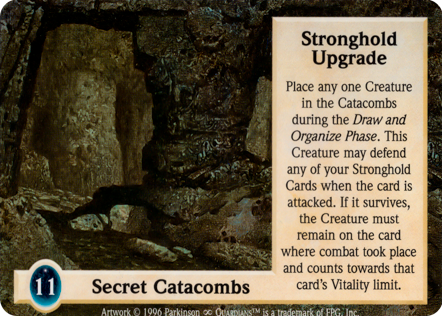 Stronghold
Upgrade
Place any one Creature
in the Catacombs
during the Draw and
Organize Phase. This
Creature may defend
any of your Stronghold
Cards when the card is
attacked. If it survives,
the Creature must
remain on the card
where combat took place
and counts towards that
card's Vitality limit.
11
Secret Catacombs
Artwork © 1996 Parkinson ∞ Guardians™ is a trademark of FPG, Inc.